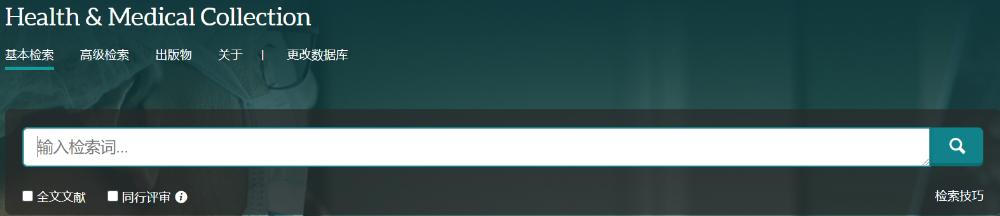 Health & Medical Collection
基本检索 高级检索 出版物 关于 | 更改数据库
输入检索词...
全文文献 同行评审 i 检索技巧